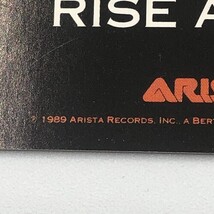 RISE A
ARIS
℗ 1989 ARISTA RECORDS, INC., A BERT